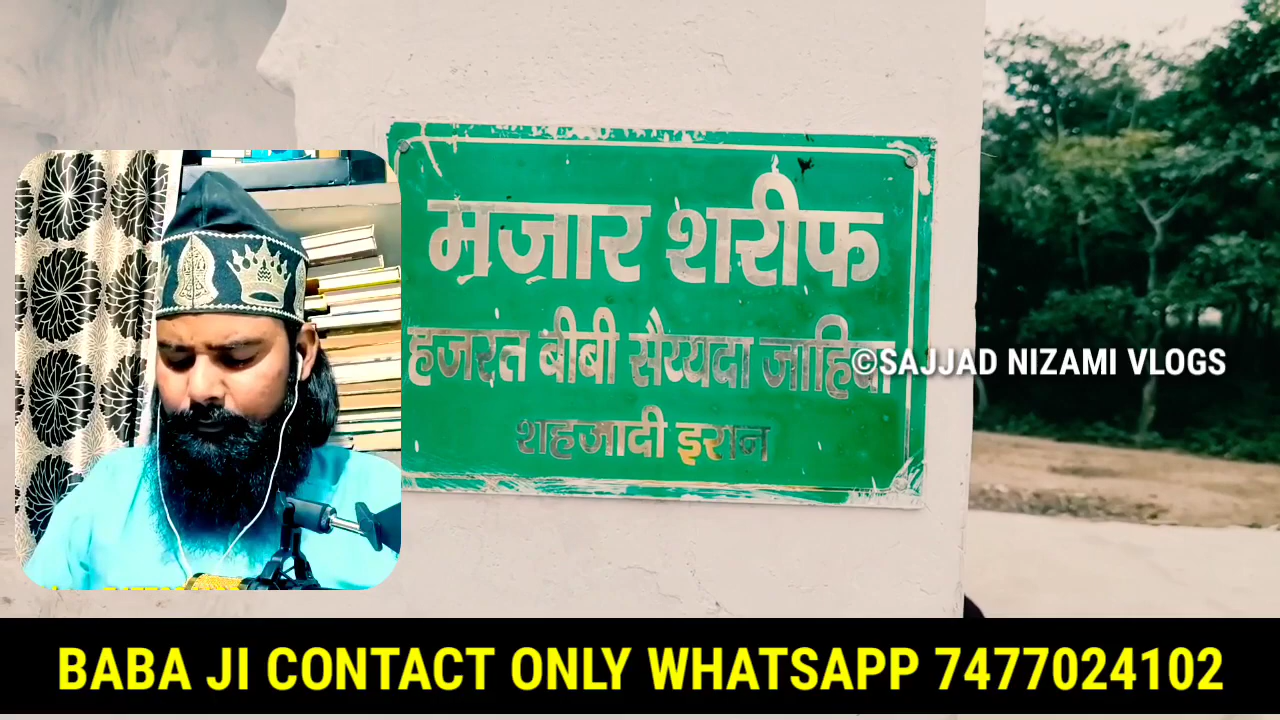 मज़ार शरीफ
हजरत बीबी सैय्यदा जाहिदा
©SAJJAD NIZAMI VLOGS
शहजादी इरान
BABA JI CONTACT ONLY WHATSAPP 7477024102